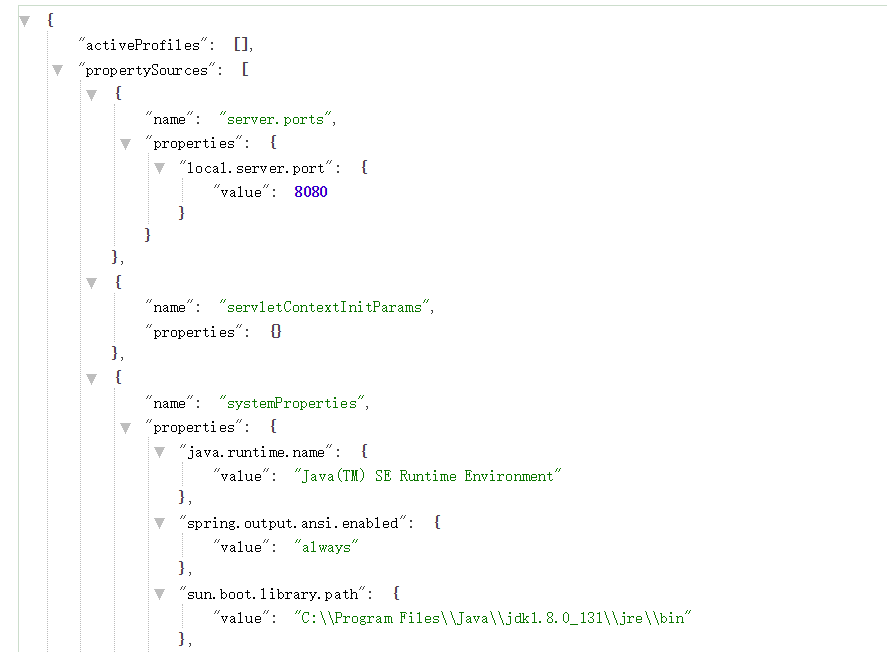 {
"activeProfiles": [],
"propertySources": [
{
"name": "server.ports",
"properties": {
"local.server.port": {
"value": 8080
}
}
},
{
"name": "servletContextInitParams",
"properties": {}
},
{
"name": "systemProperties",
"properties": {
"java.runtime.name": {
"value": "Java(TM) SE Runtime Environment"
},
"spring.output.ansi.enabled": {
"value": "always"
},
"sun.boot.library.path": {
"value": "C:\\Program Files\\Java\\jdk1.8.0_131\\jre\\bin"
},